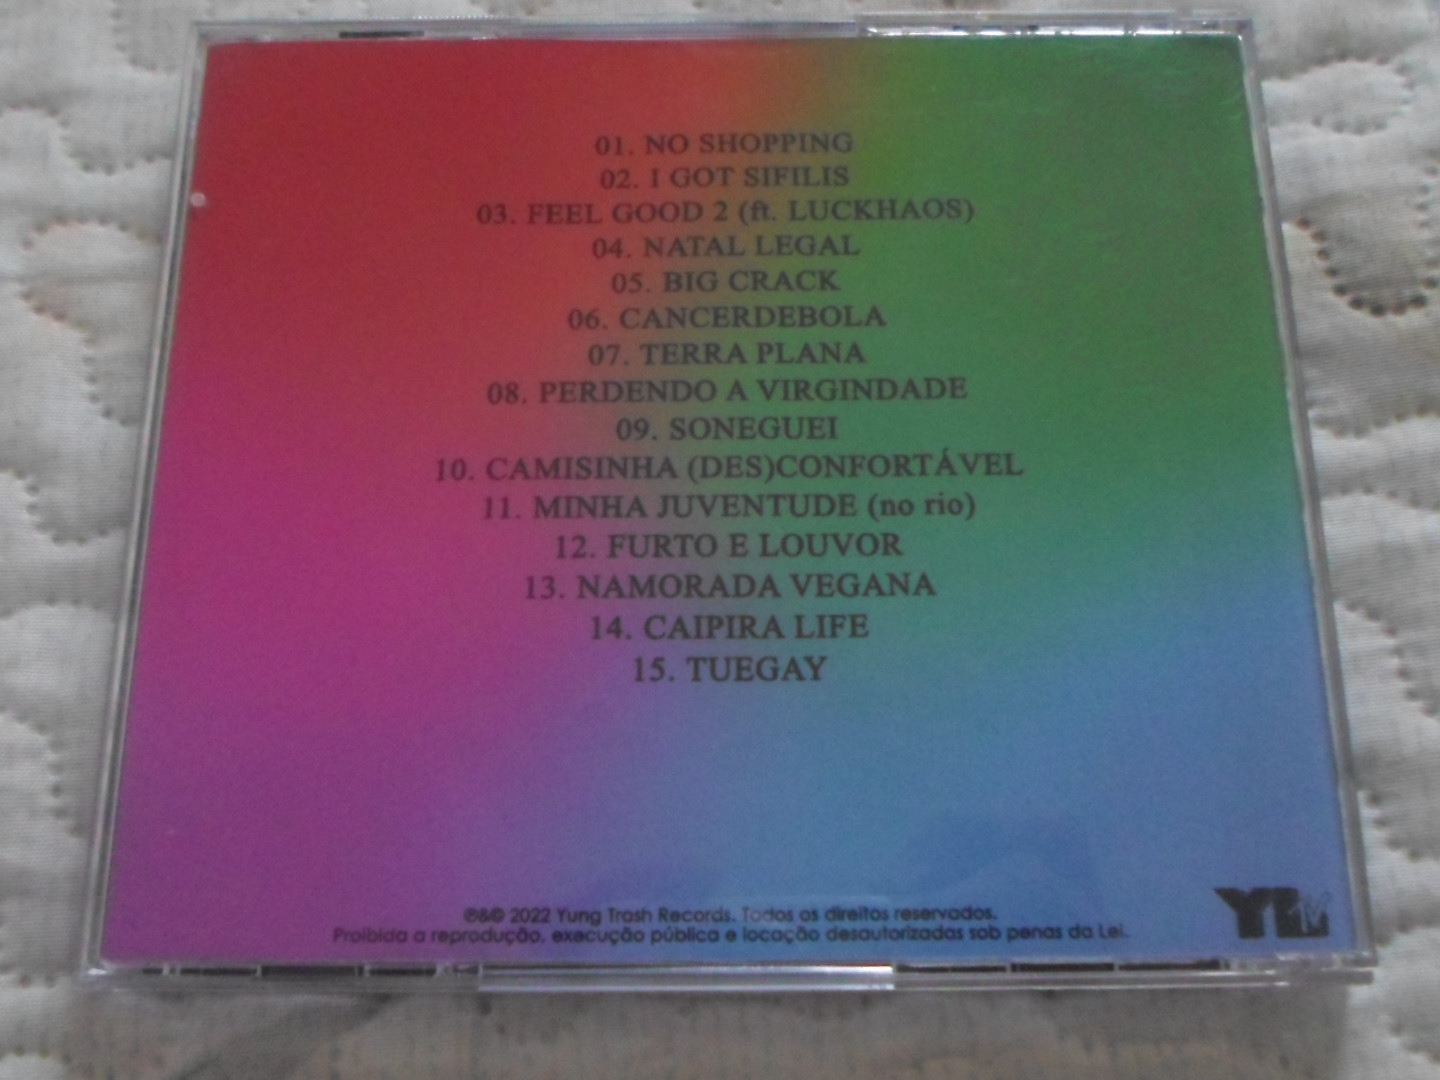 01. NO SHOPPING
02. I GOT SIFILIS
03. FEEL GOOD 2 (ft. LUCKHAOS)
04. NATAL LEGAL
05. BIG CRACK
06. CANCERDEBOLA
07. TERRA PLANA
08. PERDENDO A VIRGINDADE
09. SONEGUEI
10. CAMISINHA (DES)CONFORTÁVEL
11. MINHA JUVENTUDE (no rio)
12. FURTO E LOUVOR
13. NAMORADA VEGANA
14. CAIPIRA LIFE
15. TUEGAY
℗&© 2022 Yung Trash Records. Todos os direitos reservados.
Proibida a reprodução, execução pública e locação desautorizadas sob penas da Lei.